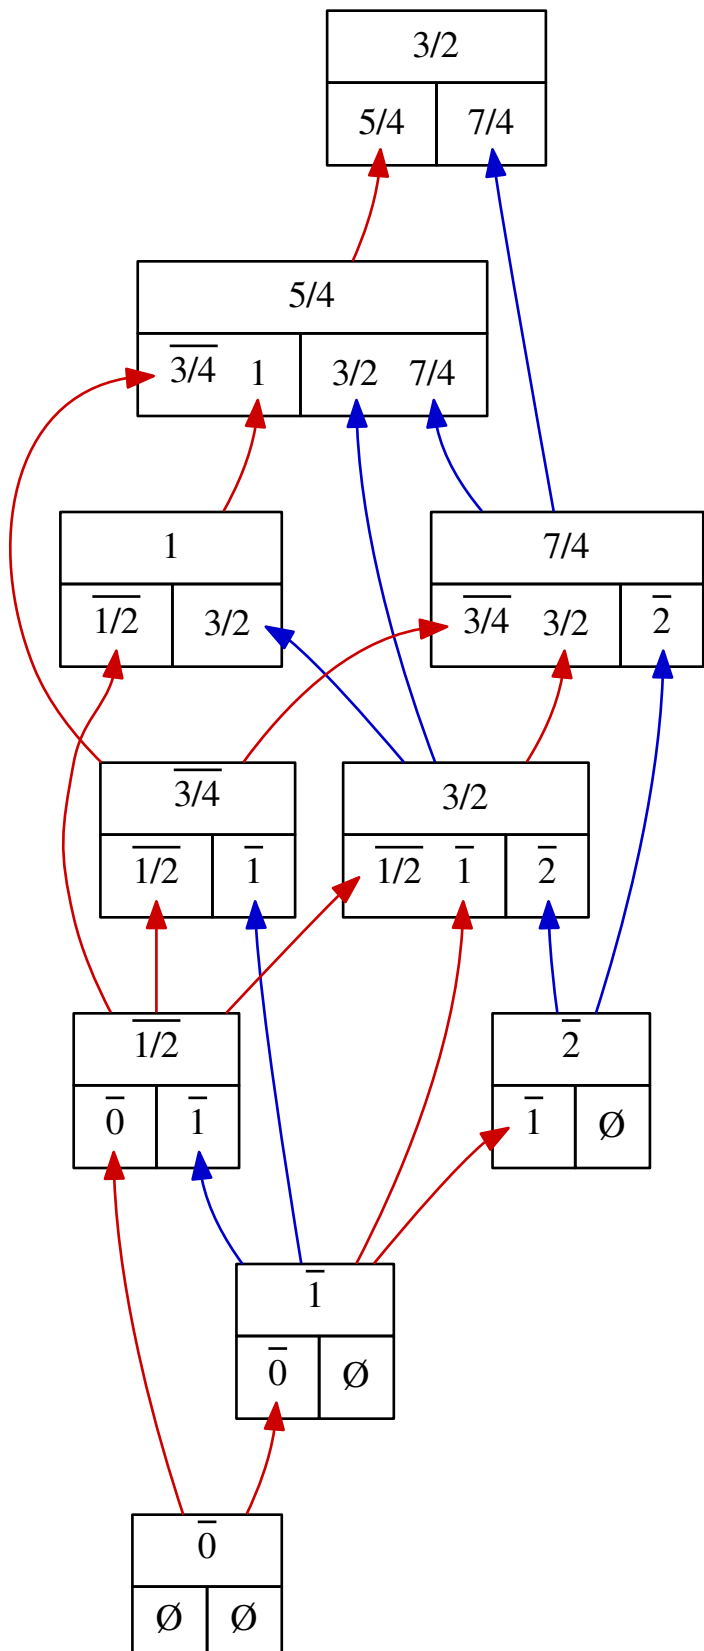 3/2
5/4 7/4
5/4
3̅/̅4̅ 1 3/2 7/4
1 7/4
1̅/̅2̅ 3/2 3̅/̅4̅ 3/2 2̅
3̅/̅4̅ 3/2
1̅/̅2̅ 1̅ 1̅/̅2̅ 1̅ 2̅
1̅/̅2̅ 2̅
0̅ 1̅ 1̅ Ø
1̅
0̅ Ø
0̅
Ø Ø